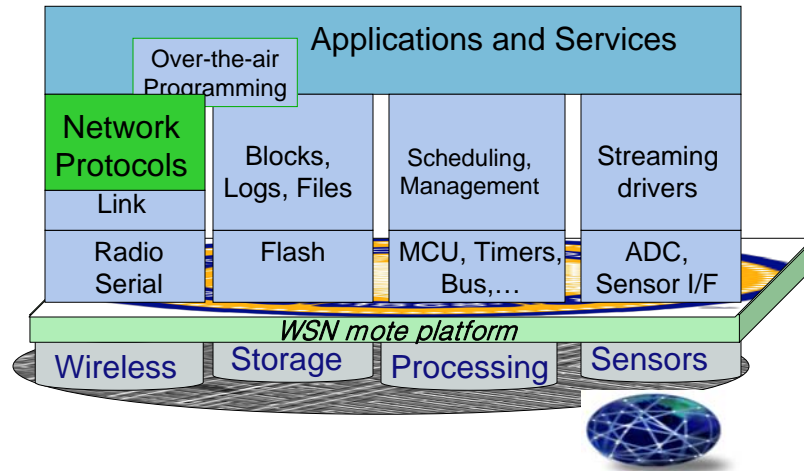 Applications and Services
Over-the-air
Programming
Network
Protocols
Link
Radio
Serial
Blocks,
Logs, Files
Flash
Scheduling,
Management
MCU, Timers,
Bus,…
Streaming
drivers
ADC,
Sensor I/F
WSN mote platform
Wireless
Storage
Processing
Sensors